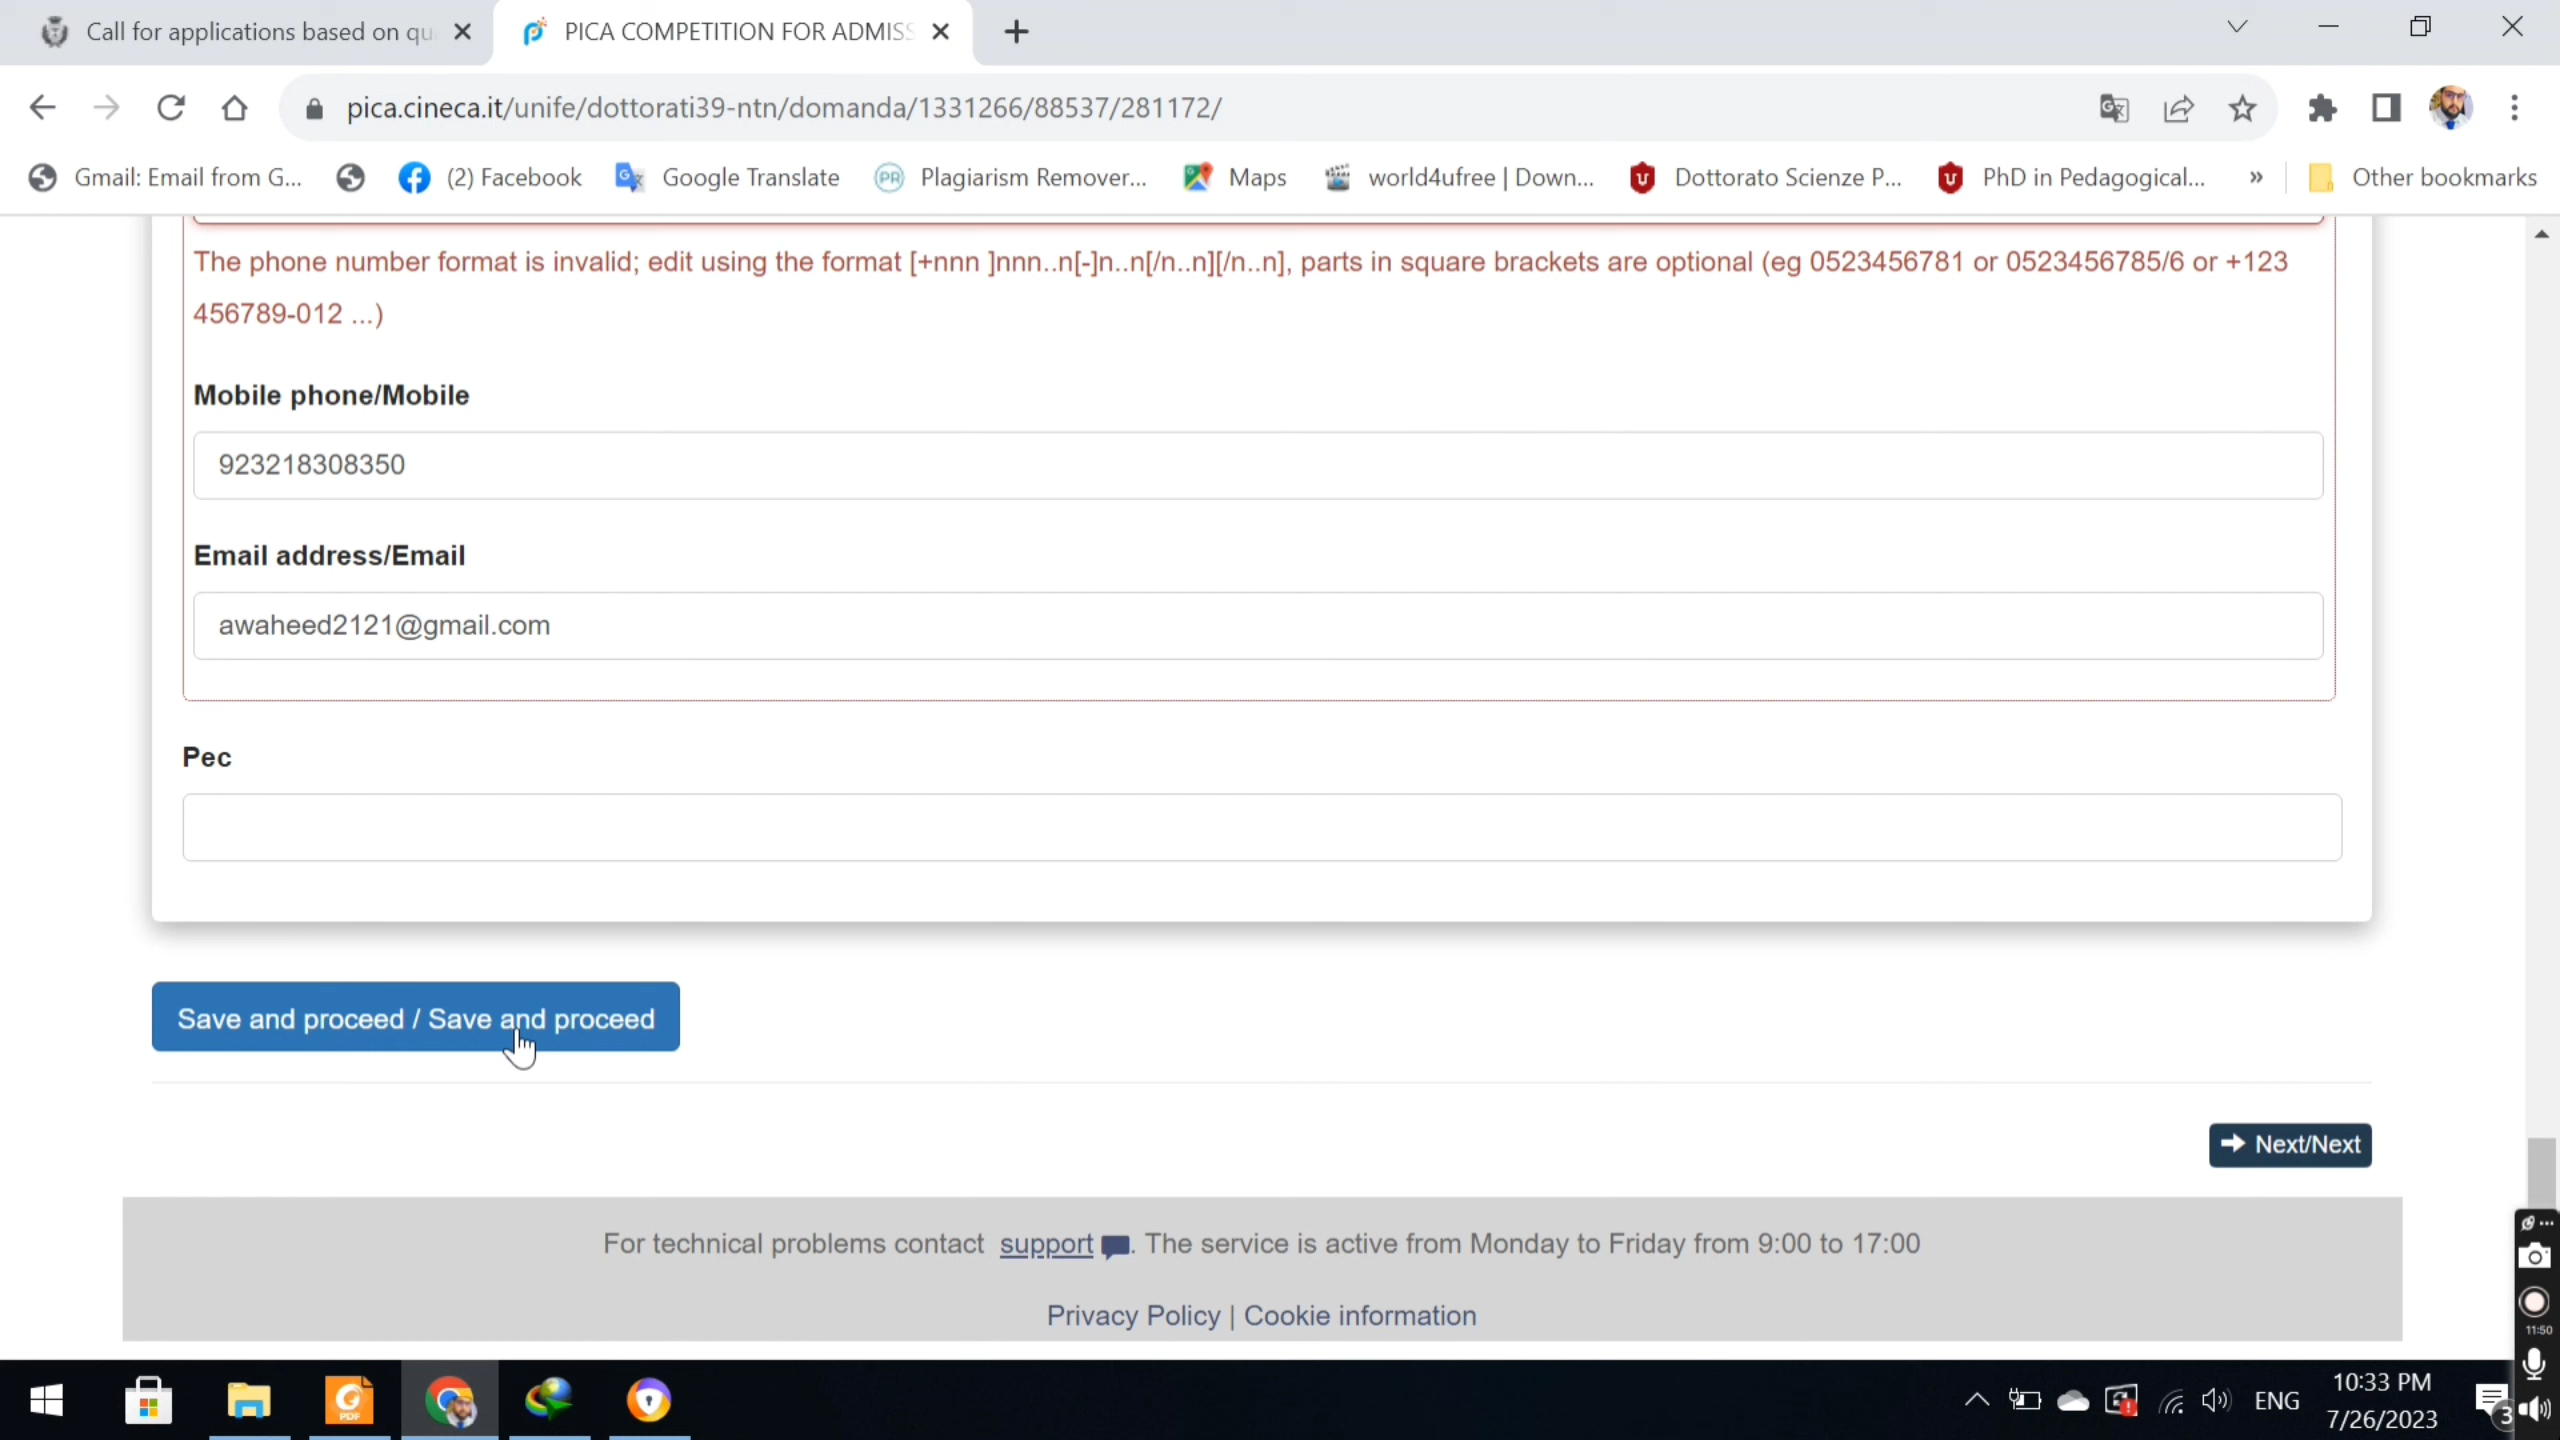 Call for applications based on qu
PICA COMPETITION FOR ADMISS
pica.cineca.it/unife/dottorati39-ntn/domanda/1331266/88537/281172/
Gmail: Email from G...
(2) Facebook
Google Translate
PR
Plagiarism Remover...
Maps
world4ufree | Down...
Dottorato Scienze P...
PhD in Pedagogical...
»
Other bookmarks
The phone number format is invalid; edit using the format [+nnn ]nnn..n[-]n..n[/n..n][/n..n], parts in square brackets are optional (eg 0523456781 or 0523456785/6 or +123
456789-012 ...)
Mobile phone/Mobile
923218308350
Email address/Email
awaheed2121@gmail.com
Pec
Save and proceed / Save and proceed
Next/Next
For technical problems contact support . The service is active from Monday to Friday from 9:00 to 17:00
Privacy Policy | Cookie information
11:50
PDF
ENG
10:33 PM
7/26/2023
3